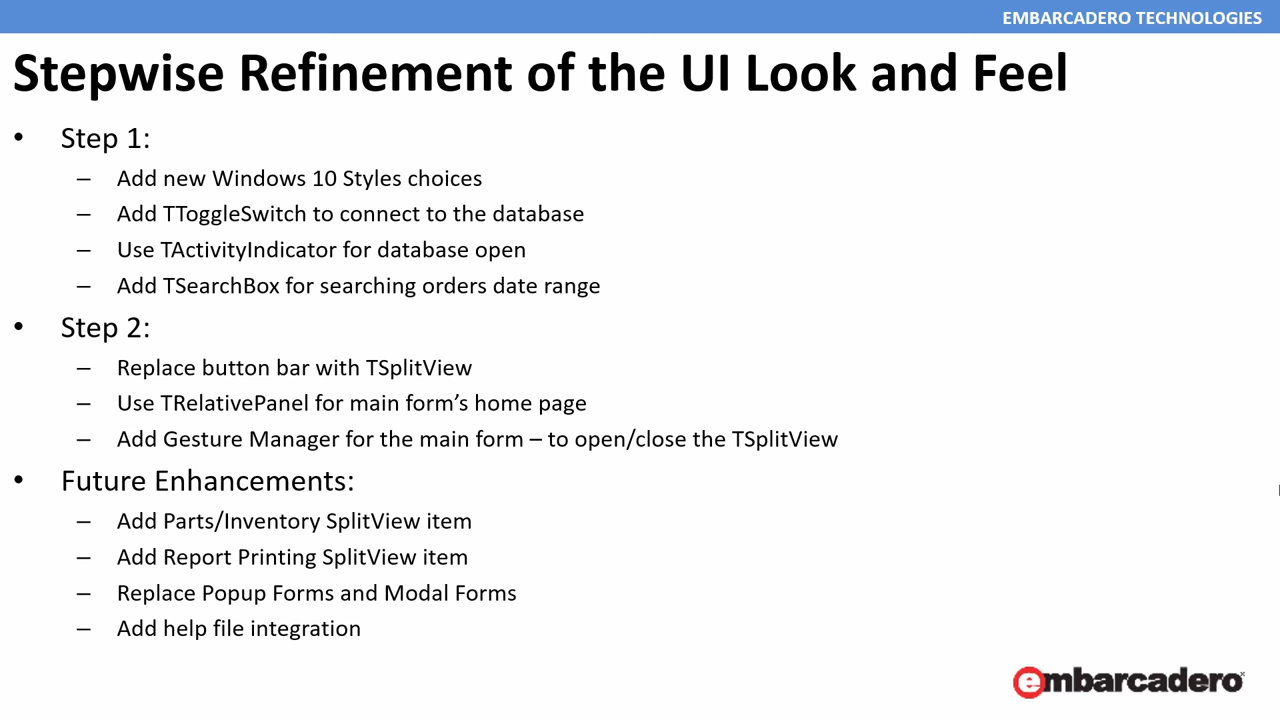 EMBARCADERO TECHNOLOGIES
Stepwise Refinement of the UI Look and Feel
• Step 1:
– Add new Windows 10 Styles choices
– Add TToggleSwitch to connect to the database
– Use TActivityIndicator for database open
– Add TSearchBox for searching orders date range
• Step 2:
– Replace button bar with TSplitView
– Use TRelativePanel for main form’s home page
– Add Gesture Manager for the main form – to open/close the TSplitView
• Future Enhancements:
– Add Parts/Inventory SplitView item
– Add Report Printing SplitView item
– Replace Popup Forms and Modal Forms
– Add help file integration
embarcadero